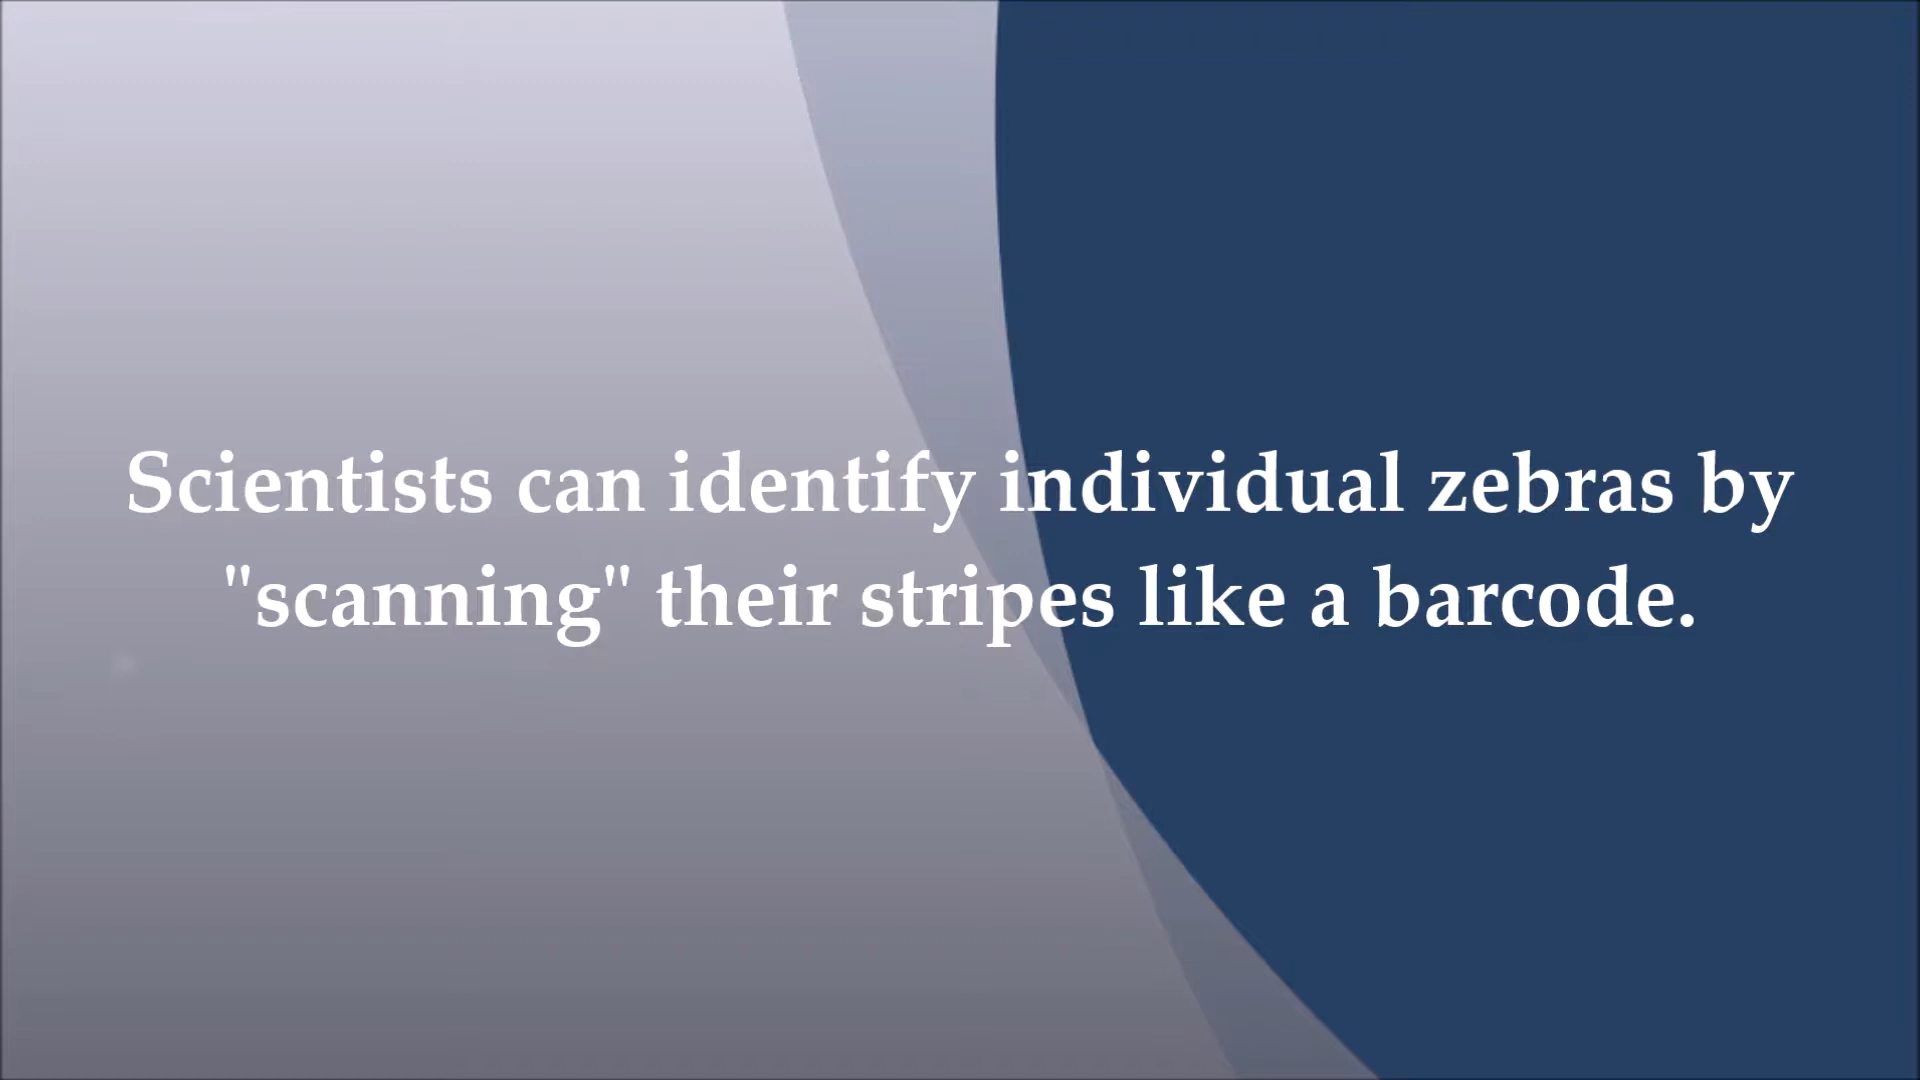 Scientists can identify individual zebras by
"scanning" their stripes like a barcode.